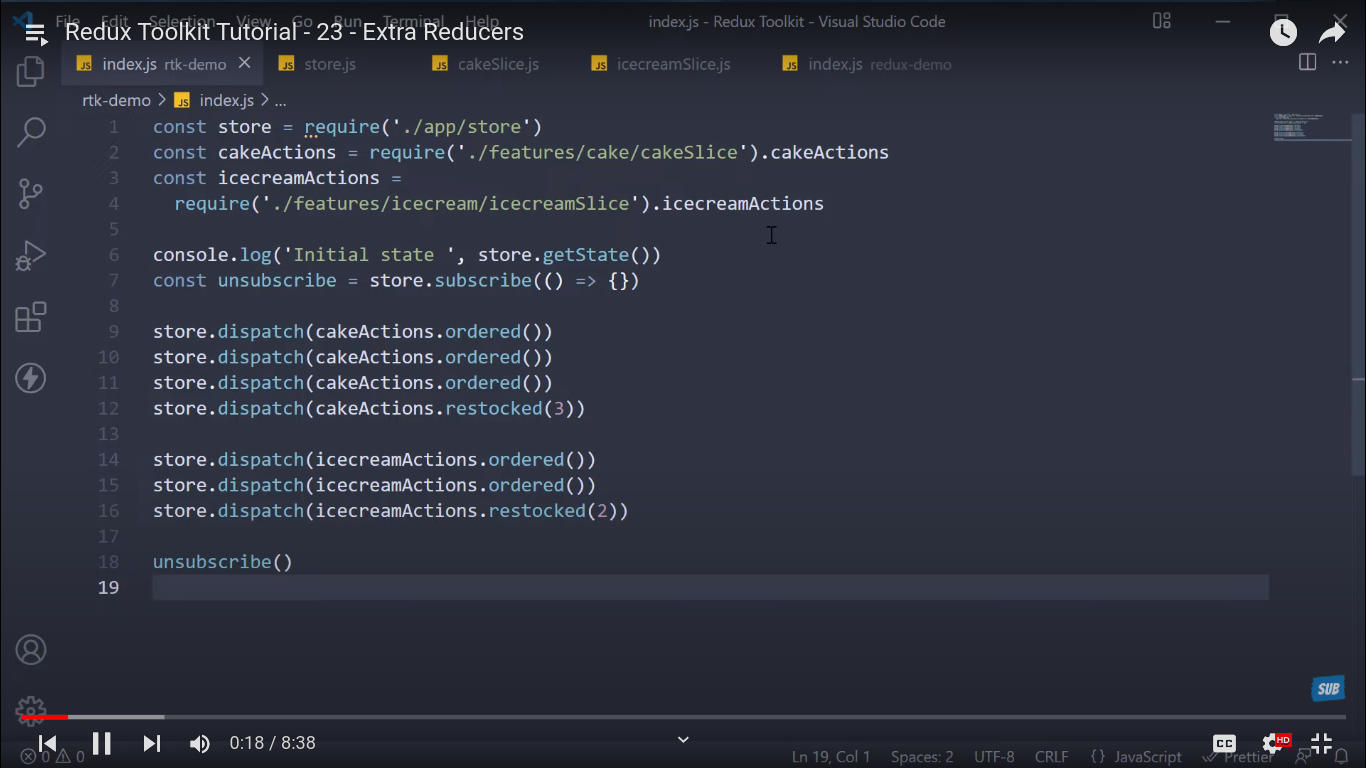 File Edit Selection View Go Run Terminal Help
index.js - Redux Toolkit - Visual Studio Code
Redux Toolkit Tutorial - 23 - Extra Reducers
JS index.js rtk-demo
JS store.js
JS cakeSlice.js
JS icecreamSlice.js
JS index.js redux-demo
rtk-demo > JS index.js > ...
1 const store = require('./app/store')
2 const cakeActions = require('./features/cake/cakeSlice').cakeActions
3 const icecreamActions =
4 require('./features/icecream/icecreamSlice').icecreamActions
5
6 console.log('Initial state ', store.getState())
7 const unsubscribe = store.subscribe(() => {})
8
9 store.dispatch(cakeActions.ordered())
10 store.dispatch(cakeActions.ordered())
11 store.dispatch(cakeActions.ordered())
12 store.dispatch(cakeActions.restocked(3))
13
14 store.dispatch(icecreamActions.ordered())
15 store.dispatch(icecreamActions.ordered())
16 store.dispatch(icecreamActions.restocked(2))
17
18 unsubscribe()
19
SUB
0:18 / 8:38
CC
HD
0 0
Ln 19, Col 1 Spaces: 2 UTF-8 CRLF {} JavaScript Prettier